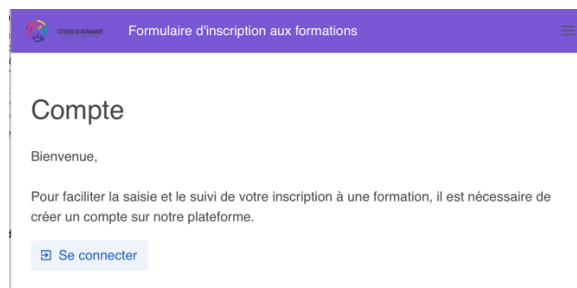 Formulaire d'inscription aux formations
Compte
Bienvenue,
Pour faciliter la saisie et le suivi de votre inscription à une formation, il est nécessaire de
créer un compte sur notre plateforme.
Se connecter